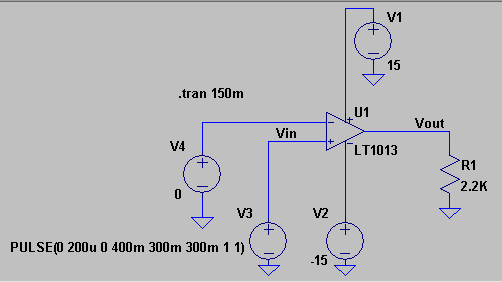 V1
15
.tran 150m
U1
Vin
Vout
LT1013
V4
R1
2.2K
0
V3
V2
PULSE(0 200u 0 400m 300m 300m 1 1)
-15